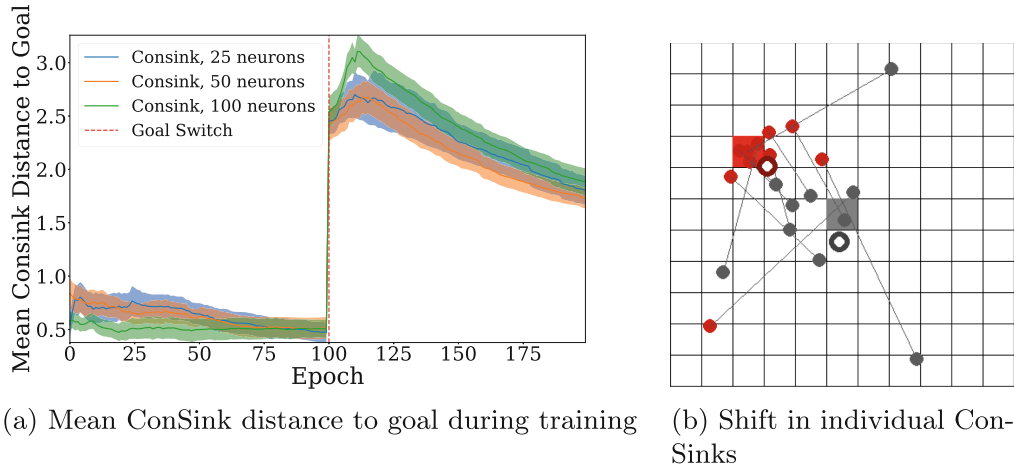 Mean Consink Distance to Goal
3.0
2.5
2.0
1.5
1.0
0.5
Consink, 25 neurons
Consink, 50 neurons
Consink, 100 neurons
Goal Switch
0 25 50 75 100 125 150 175
Epoch
(a) Mean ConSink distance to goal during training
(b) Shift in individual Con-
Sinks